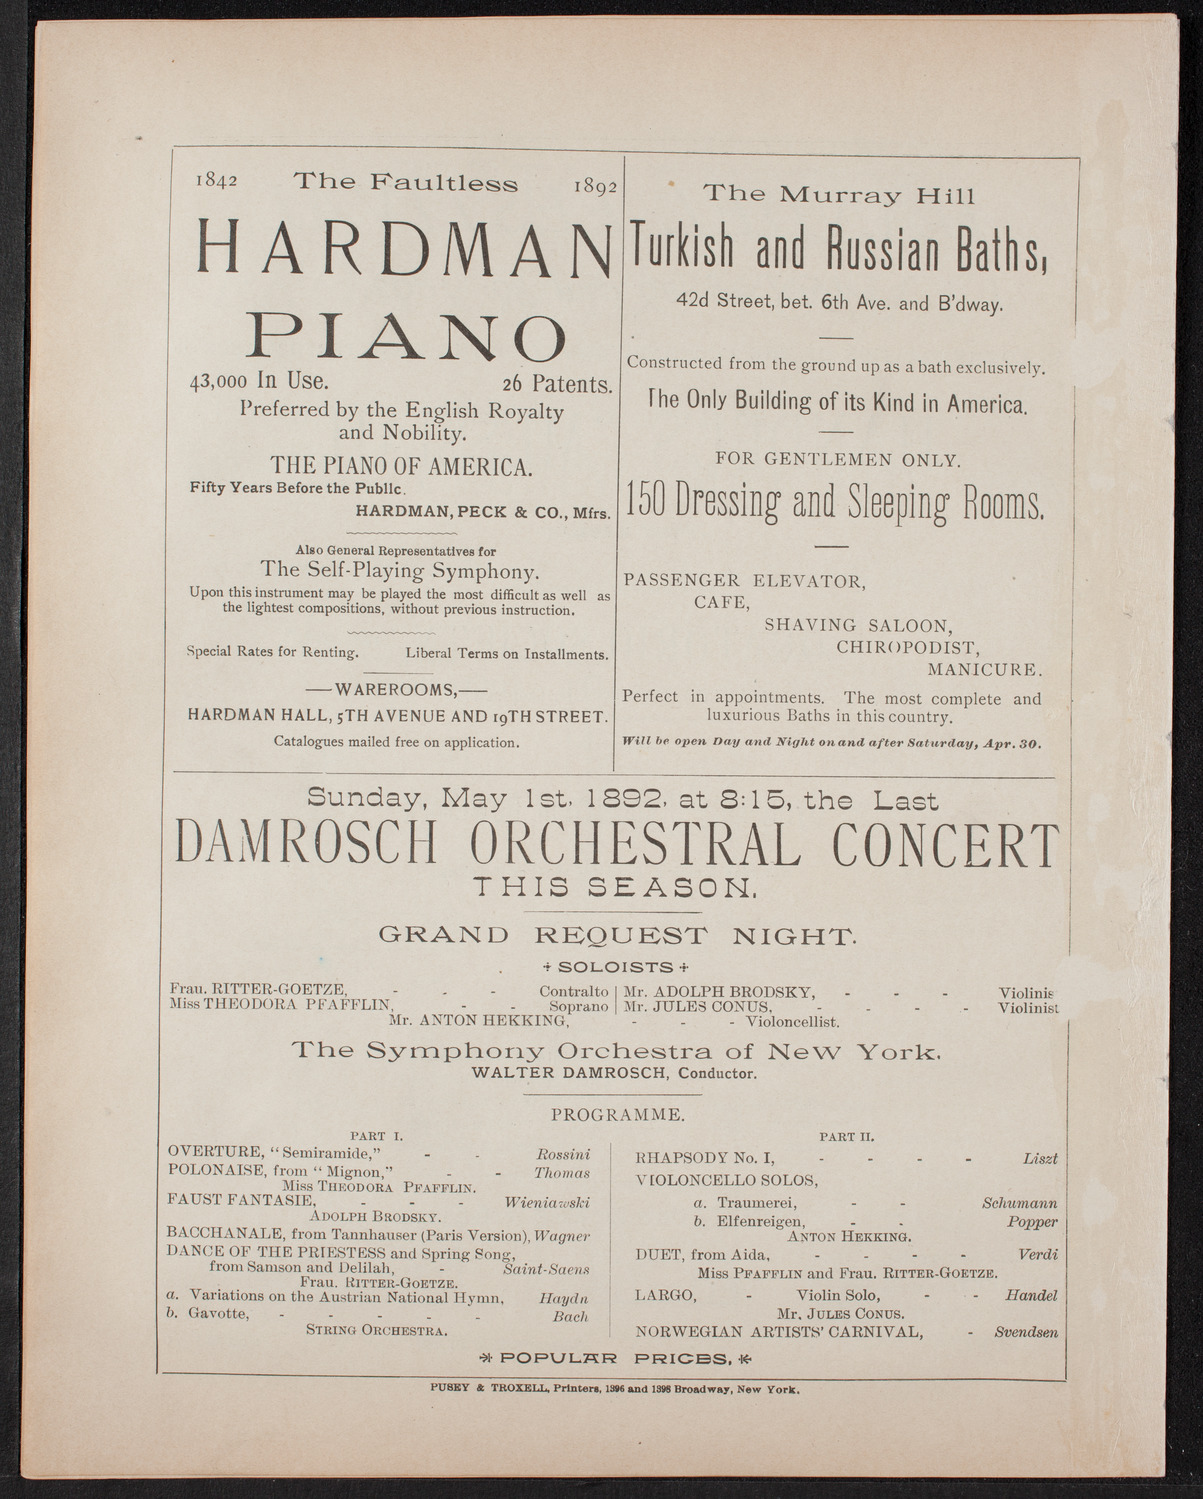 1842 The Faultless 1892
HARDMAN
PIANO
43,000 In Use. 26 Patents.
Preferred by the English Royalty
and Nobility.
THE PIANO OF AMERICA.
Fifty Years Before the Public.
HARDMAN, PECK & CO., Mfrs.
Also General Representatives for
The Self-Playing Symphony.
Upon this instrument may be played the most difficult as well as
the lightest compositions, without previous instruction.
Special Rates for Renting. Liberal Terms on Installments.
—WAREROOMS,—
HARDMAN HALL, 5TH AVENUE AND 19TH STREET.
Catalogues mailed free on application.
The Murray Hill
Turkish and Russian Baths,
42d Street, bet. 6th Ave. and B'dway.
Constructed from the ground up as a bath exclusively.
The Only Building of its Kind in America.
FOR GENTLEMEN ONLY.
150 Dressing and Sleeping Rooms.
PASSENGER ELEVATOR,
CAFE,
SHAVING SALOON,
CHIROPODIST,
MANICURE.
Perfect in appointments. The most complete and
luxurious Baths in this country.
Will be open Day and Night on and after Saturday, Apr. 30.
Sunday, May 1st, 1892, at 8:15, the Last
DAMROSCH ORCHESTRAL CONCERT
THIS SEASON.
GRAND REQUEST NIGHT.
SOLOISTS
Frau. RITTER-GOETZE, - - - Contralto
Miss THEODORA PFAFFLIN, - - Soprano
Mr. ADOLPH BRODSKY, - - - Violinis
Mr. JULES CONUS, - - - - Violinist
Mr. ANTON HEKKING, - - - Violoncellist.
The Symphony Orchestra of New York.
WALTER DAMROSCH, Conductor.
PROGRAMME.
PART I.
OVERTURE, "Semiramide," - - Rossini
POLONAISE, from "Mignon," - - Thomas
Miss THEODORA PFAFFLIN.
FAUST FANTASIE, - - - Wieniawski
ADOLPH BRODSKY.
BACCHANALE, from Tannhauser (Paris Version), Wagner
DANCE OF THE PRIESTESS and Spring Song,
from Samson and Delilah, - Saint-Saens
Frau. RITTER-GOETZE.
a. Variations on the Austrian National Hymn, Haydn
b. Gavotte, - - - - - Bach
STRING ORCHESTRA.
PART II.
RHAPSODY No. I, - - - - Liszt
VIOLONCELLO SOLOS,
a. Traumerei, - - Schumann
b. Elfenreigen, - - Popper
ANTON HEKKING.
DUET, from Aida, - - - - Verdi
Miss PFAFFLIN and Frau. RITTER-GOETZE.
LARGO, - Violin Solo, - - Handel
Mr. JULES CONUS.
NORWEGIAN ARTISTS' CARNIVAL, - Svendsen
POPULAR PRICES.
PUSEY & TROXELL, Printers, 1396 and 1398 Broadway, New York.